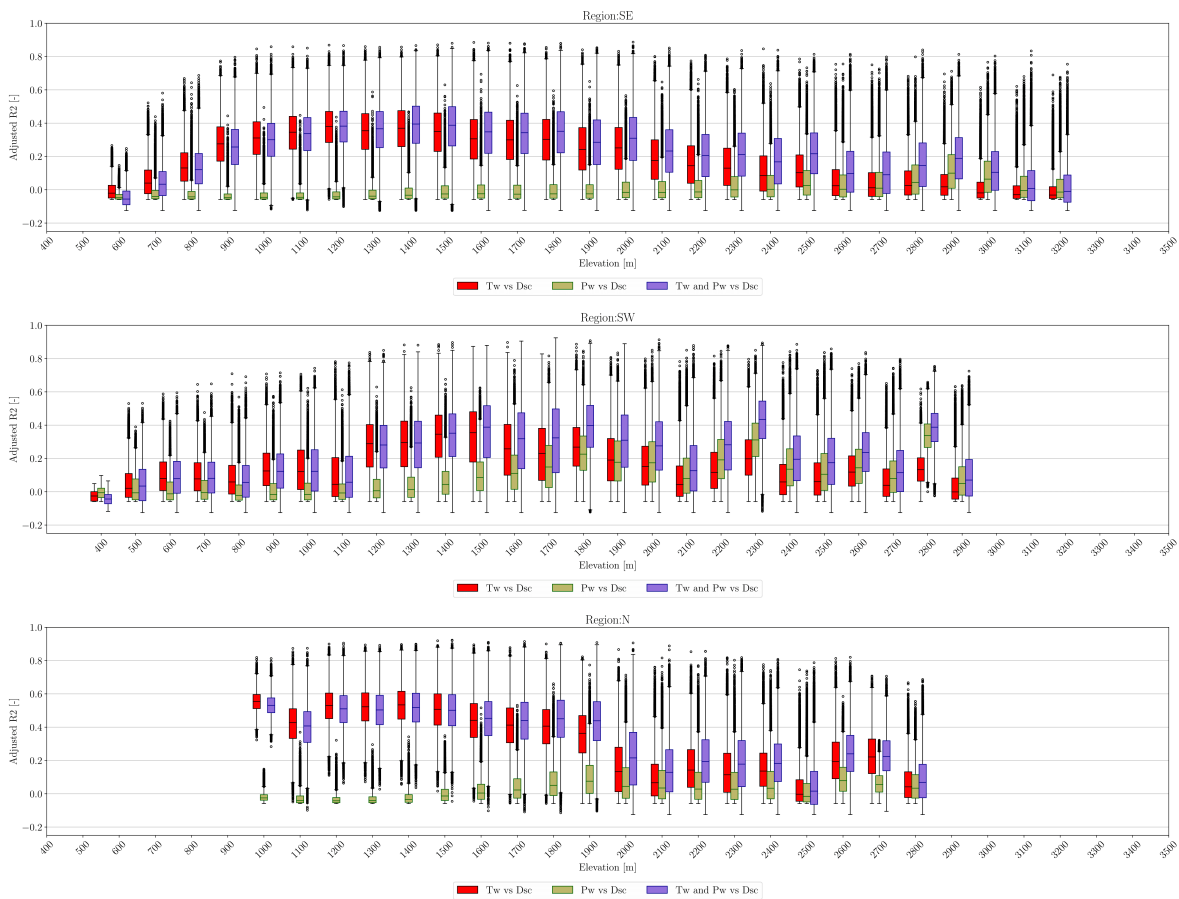 Region:SE
1.0
0.8
0.6
0.4
0.2
0.0
−0.2
Adjusted R2 [-]
400 500 600 700 800 900 1000 1100 1200 1300 1400 1500 1600 1700 1800 1900 2000 2100 2200 2300 2400 2500 2600 2700 2800 2900 3000 3100 3200 3300 3400 3500
Elevation [m]
Tw vs Dsc Pw vs Dsc Tw and Pw vs Dsc
Region:SW
1.0
0.8
0.6
0.4
0.2
0.0
−0.2
Adjusted R2 [-]
400 500 600 700 800 900 1000 1100 1200 1300 1400 1500 1600 1700 1800 1900 2000 2100 2200 2300 2400 2500 2600 2700 2800 2900 3000 3100 3200 3300 3400 3500
Elevation [m]
Tw vs Dsc Pw vs Dsc Tw and Pw vs Dsc
Region:N
1.0
0.8
0.6
0.4
0.2
0.0
−0.2
Adjusted R2 [-]
400 500 600 700 800 900 1000 1100 1200 1300 1400 1500 1600 1700 1800 1900 2000 2100 2200 2300 2400 2500 2600 2700 2800 2900 3000 3100 3200 3300 3400 3500
Elevation [m]
Tw vs Dsc Pw vs Dsc Tw and Pw vs Dsc